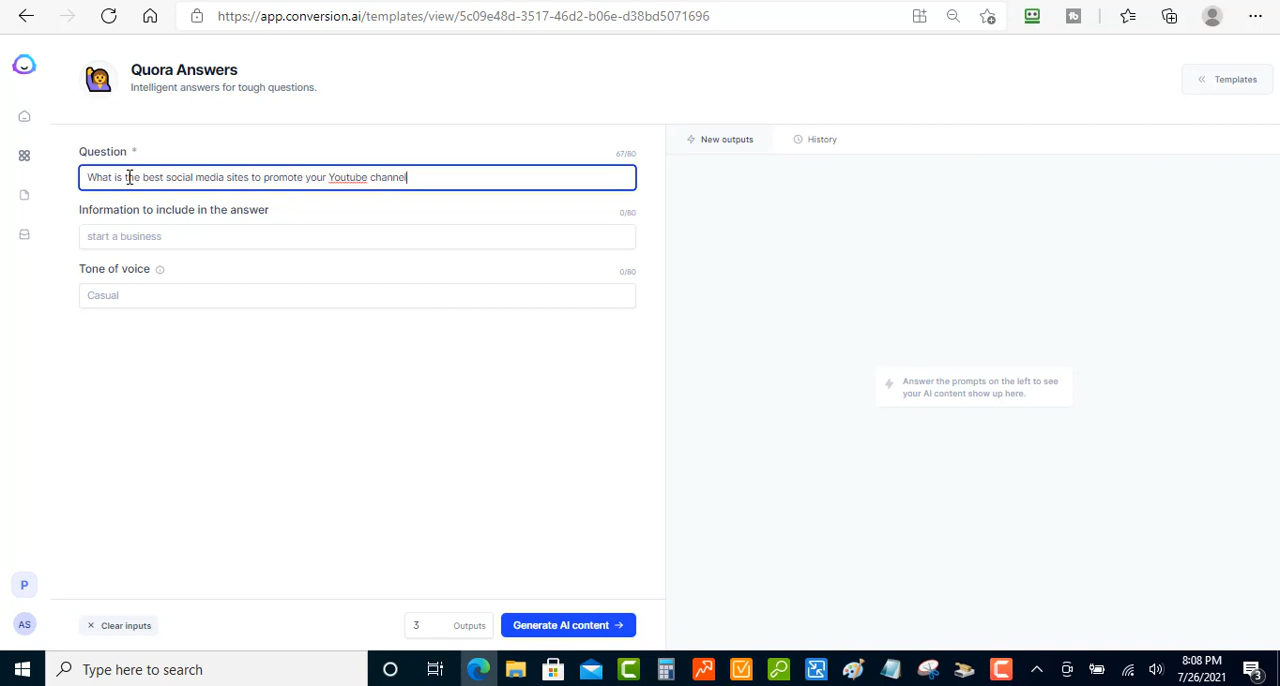 https://app.conversion.ai/templates/view/5c09e48d-3517-46d2-b06e-d38bd5071696
Quora Answers
Intelligent answers for tough questions.
Templates
Question *
67/80
What is the best social media sites to promote your Youtube channel
Information to include in the answer
0/80
start a business
Tone of voice
0/80
Casual
New outputs
History
Answer the prompts on the left to see
your AI content show up here.
P
AS
Clear inputs
3 Outputs
Generate AI content
Type here to search
8:08 PM
7/26/2021
3